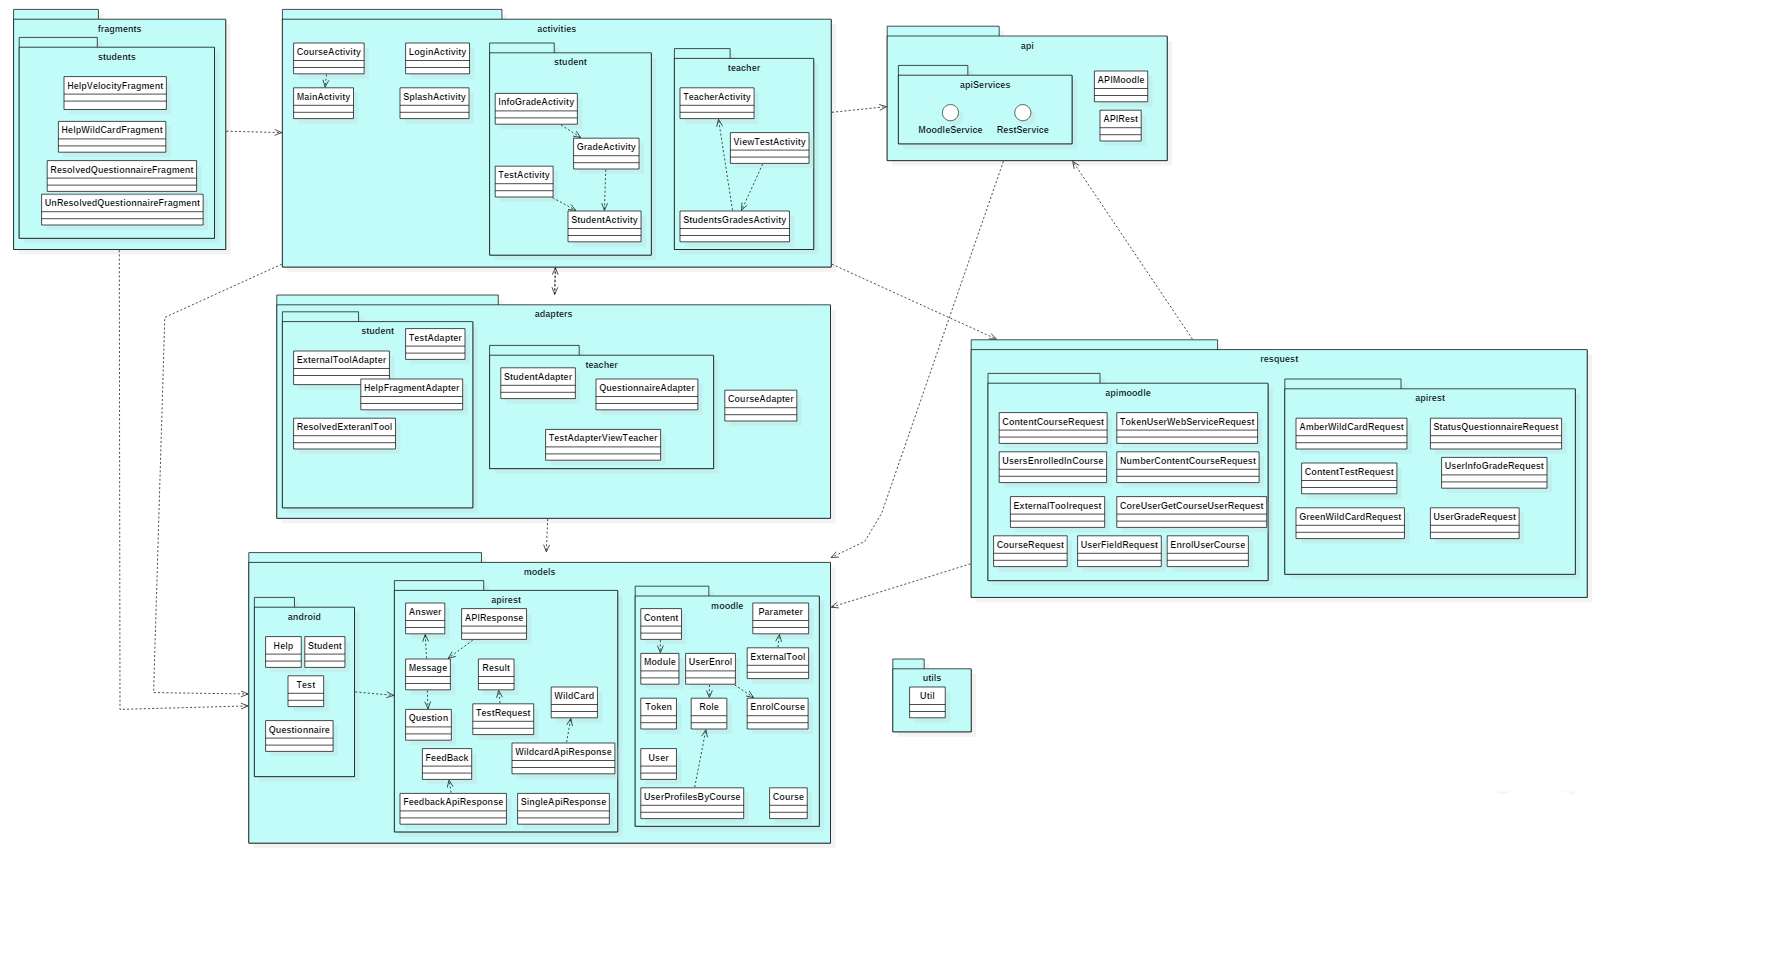 fragments
students
HelpVelocityFragment
HelpWildCardFragment
ResolvedQuestionnaireFragment
UnResolvedQuestionnaireFragment
activities
CourseActivity
LoginActivity
MainActivity
SplashActivity
student
InfoGradeActivity
GradeActivity
TestActivity
StudentActivity
teacher
TeacherActivity
ViewTestActivity
StudentsGradesActivity
api
apiServices
MoodleService
RestService
APIMoodle
APIRest
adapters
student
TestAdapter
ExternalToolAdapter
HelpFragmentAdapter
ResolvedExteranlTool
teacher
StudentAdapter
QuestionnaireAdapter
TestAdapterViewTeacher
CourseAdapter
resquest
apimoodle
ContentCourseRequest
TokenUserWebServiceRequest
UsersEnrolledInCourse
NumberContentCourseRequest
ExternalToolrequest
CoreUserGetCourseUserRequest
CourseRequest
UserFieldRequest
EnrolUserCourse
apirest
AmberWildCardRequest
StatusQuestionnaireRequest
ContentTestRequest
UserInfoGradeRequest
GreenWildCardRequest
UserGradeRequest
models
android
Help
Student
Test
Questionnaire
apirest
Answer
APIResponse
Message
Result
WildCard
Question
TestRequest
WildcardApiResponse
FeedBack
FeedbackApiResponse
SingleApiResponse
moodle
Content
Parameter
Module
UserEnrol
ExternalTool
Token
Role
EnrolCourse
User
UserProfilesByCourse
Course
utils
Util